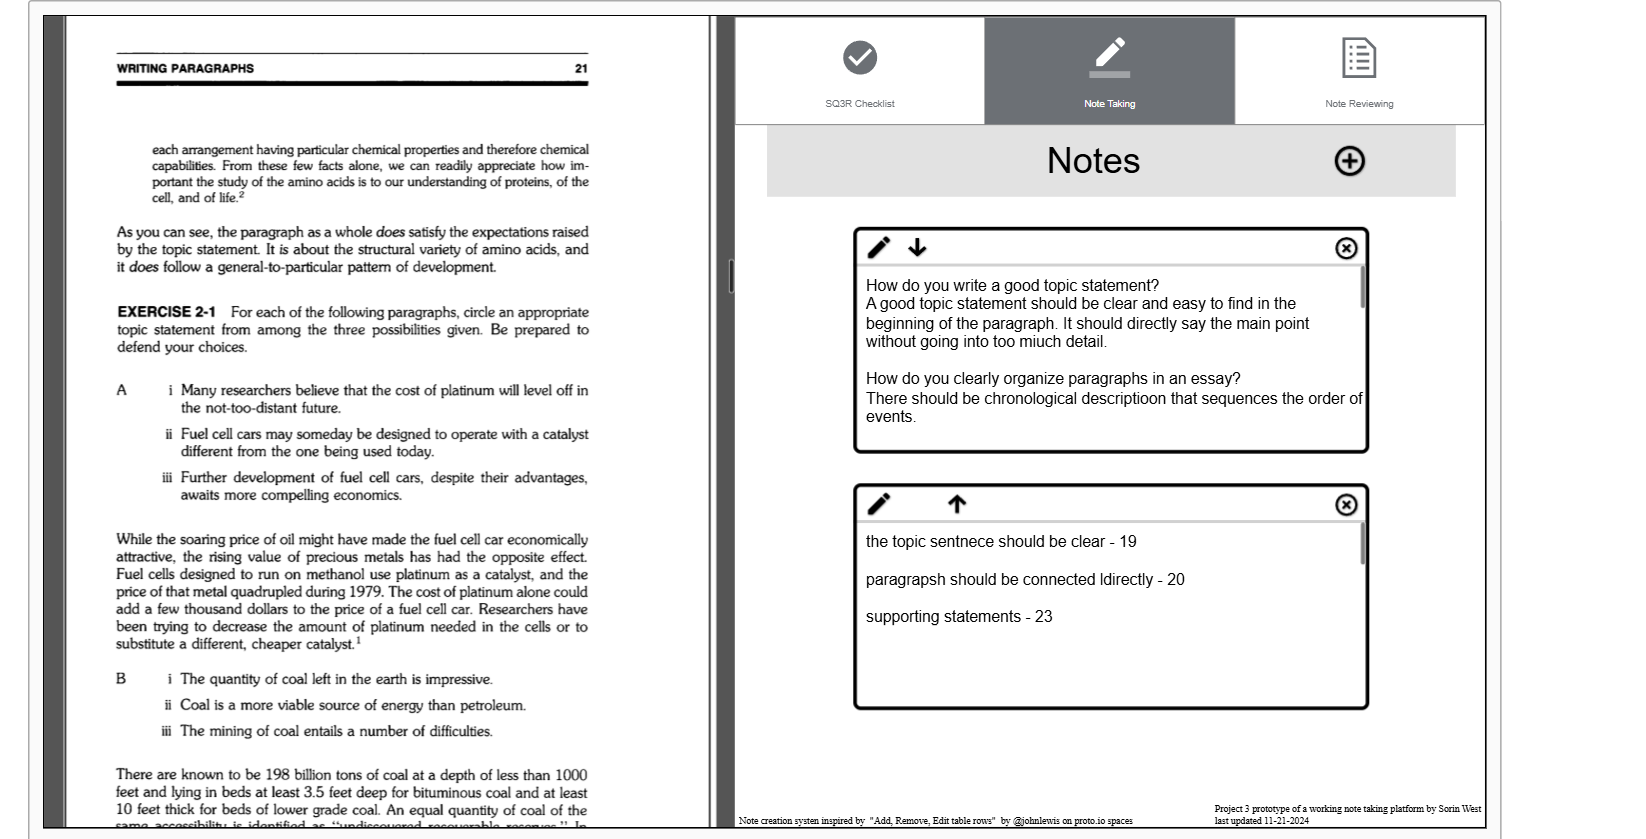 WRITING PARAGRAPHS 21
each arrangement having particular chemical properties and therefore chemical
capabilities. From these few facts alone, we can readily appreciate how im-
portant the study of the amino acids is to our understanding of proteins, of the
cell, and of life.2
As you can see, the paragraph as a whole does satisfy the expectations raised
by the topic statement. It is about the structural variety of amino acids, and
it does follow a general-to-particular pattern of development.
EXERCISE 2-1 For each of the following paragraphs, circle an appropriate
topic statement from among the three possibilities given. Be prepared to
defend your choices.
A i Many researchers believe that the cost of platinum will level off in
the not-too-distant future.
ii Fuel cell cars may someday be designed to operate with a catalyst
different from the one being used today.
iii Further development of fuel cell cars, despite their advantages,
awaits more compelling economics.
While the soaring price of oil might have made the fuel cell car economically
attractive, the rising value of precious metals has had the opposite effect.
Fuel cells designed to run on methanol use platinum as a catalyst, and the
price of that metal quadrupled during 1979. The cost of platinum alone could
add a few thousand dollars to the price of a fuel cell car. Researchers have
been trying to decrease the amount of platinum needed in the cells or to
substitute a different, cheaper catalyst.1
B i The quantity of coal left in the earth is impressive.
ii Coal is a more viable source of energy than petroleum.
iii The mining of coal entails a number of difficulties.
There are known to be 198 billion tons of coal at a depth of less than 1000
feet and lying in beds at least 3.5 feet deep for bituminous coal and at least
10 feet thick for beds of lower grade coal. An equal quantity of coal of the
same accessibility is identified as "undiscovered recoverable reserves." In
SQ3R Checklist
Note Taking
Note Reviewing
Notes
How do you write a good topic statement?
A good topic statement should be clear and easy to find in the
beginning of the paragraph. It should directly say the main point
without going into too miuch detail.
How do you clearly organize paragraphs in an essay?
There should be chronological descriptioon that sequences the order of
events.
the topic sentnece should be clear - 19
paragrapsh should be connected ldirectly - 20
supporting statements - 23
Note creation systen inspired by "Add, Remove, Edit table rows" by @johnlewis on proto.io spaces
Project 3 prototype of a working note taking platform by Sorin West
last updated 11-21-2024